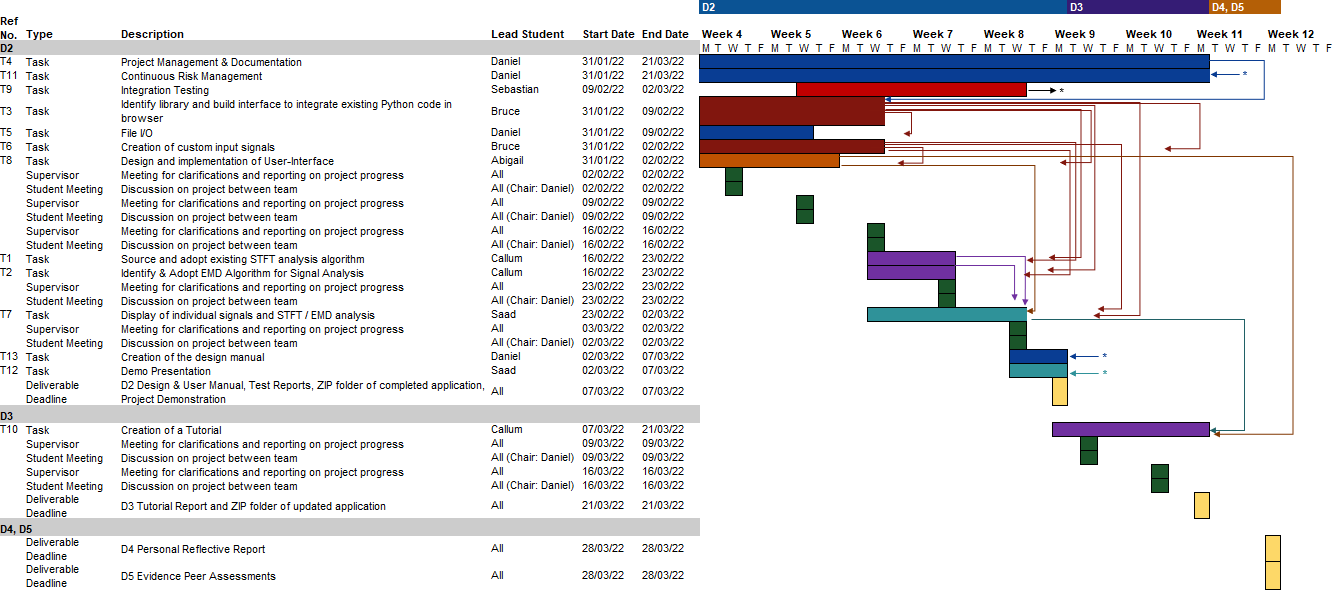 D2 D3 D4, D5
Ref
No. Type Description Lead Student Start Date End Date Week 4 Week 5 Week 6 Week 7 Week 8 Week 9 Week 10 Week 11 Week 12
D2 M T W T F M T W T F M T W T F M T W T F M T W T F M T W T F M T W T F M T W T F M T W T F
T4 Task Project Management & Documentation Daniel 31/01/22 21/03/22
T11 Task Continuous Risk Management Daniel 31/01/22 21/03/22 *
T9 Task Integration Testing Sebastian 09/02/22 02/03/22 *
Identify library and build interface to integrate existing Python code in
T3 Task browser Bruce 31/01/22 09/02/22
T5 Task File I/O Daniel 31/01/22 09/02/22
T6 Task Creation of custom input signals Bruce 31/01/22 02/02/22
T8 Task Design and implementation of User-Interface Abigail 31/01/22 02/02/22
Supervisor Meeting for clarifications and reporting on project progress All 02/02/22 02/02/22
Student Meeting Discussion on project between team All (Chair: Daniel) 02/02/22 02/02/22
Supervisor Meeting for clarifications and reporting on project progress All 09/02/22 09/02/22
Student Meeting Discussion on project between team All (Chair: Daniel) 09/02/22 09/02/22
Supervisor Meeting for clarifications and reporting on project progress All 16/02/22 16/02/22
Student Meeting Discussion on project between team All (Chair: Daniel) 16/02/22 16/02/22
T1 Task Source and adopt existing STFT analysis algorithm Callum 16/02/22 23/02/22
T2 Task Identify & Adopt EMD Algorithm for Signal Analysis Callum 16/02/22 23/02/22
Supervisor Meeting for clarifications and reporting on project progress All 23/02/22 23/02/22
Student Meeting Discussion on project between team All (Chair: Daniel) 23/02/22 23/02/22
T7 Task Display of individual signals and STFT / EMD analysis Saad 23/02/22 02/03/22
Supervisor Meeting for clarifications and reporting on project progress All 03/03/22 02/03/22
Student Meeting Discussion on project between team All (Chair: Daniel) 02/03/22 02/03/22
T13 Task Creation of the design manual Daniel 02/03/22 07/03/22 *
T12 Task Demo Presentation Saad 02/03/22 07/03/22 *
Deliverable D2 Design & User Manual, Test Reports, ZIP folder of completed application,
Deadline Project Demonstration All 07/03/22 07/03/22
D3
T10 Task Creation of a Tutorial Callum 07/03/22 21/03/22
Supervisor Meeting for clarifications and reporting on project progress All 09/03/22 09/03/22
Student Meeting Discussion on project between team All (Chair: Daniel) 09/03/22 09/03/22
Supervisor Meeting for clarifications and reporting on project progress All 16/03/22 16/03/22
Student Meeting Discussion on project between team All (Chair: Daniel) 16/03/22 16/03/22
Deliverable
Deadline D3 Tutorial Report and ZIP folder of updated application All 21/03/22 21/03/22
D4, D5
Deliverable
Deadline D4 Personal Reflective Report All 28/03/22 28/03/22
Deliverable
Deadline D5 Evidence Peer Assessments All 28/03/22 28/03/22